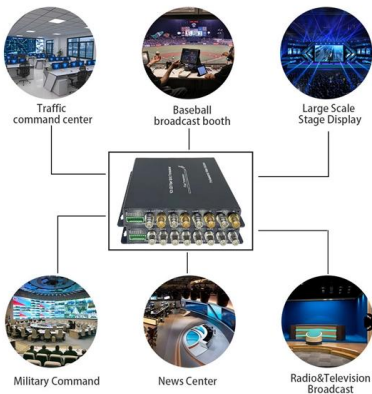 Traffic
command center
Baseball
broadcast booth
Large Scale
Stage Display
Military Command
News Center
Radio&Television
Broadcast